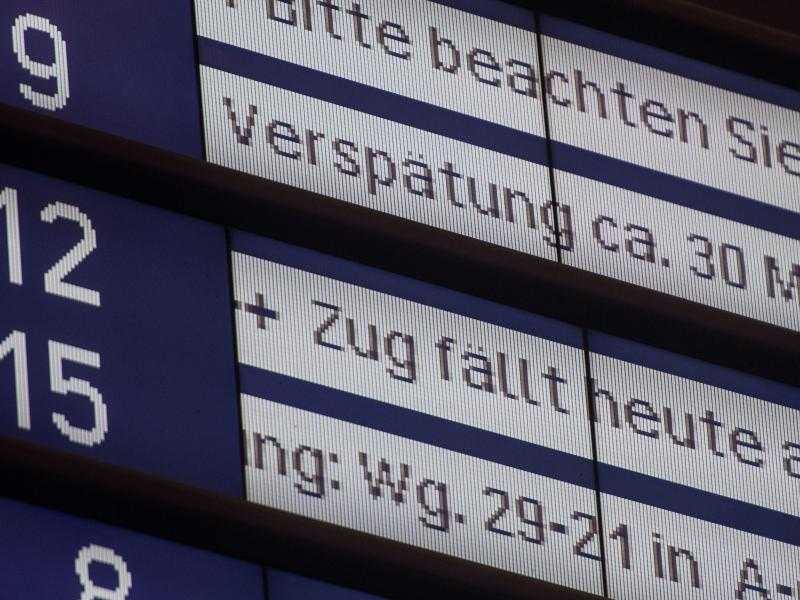 9 Bitte beachten Sie
Verspätung ca. 30 M
12 ++ Zug fällt heute a
15 ng: Wg. 29-21 in A-
8